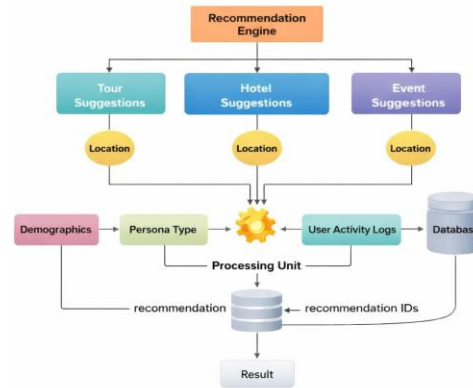 Recommendation
Engine
Tour
Suggestions
Hotel
Suggestions
Event
Suggestions
Location
Location
Location
Demographics
Persona Type
User Activity Logs
Databas
Processing Unit
recommendation
recommendation IDs
Result